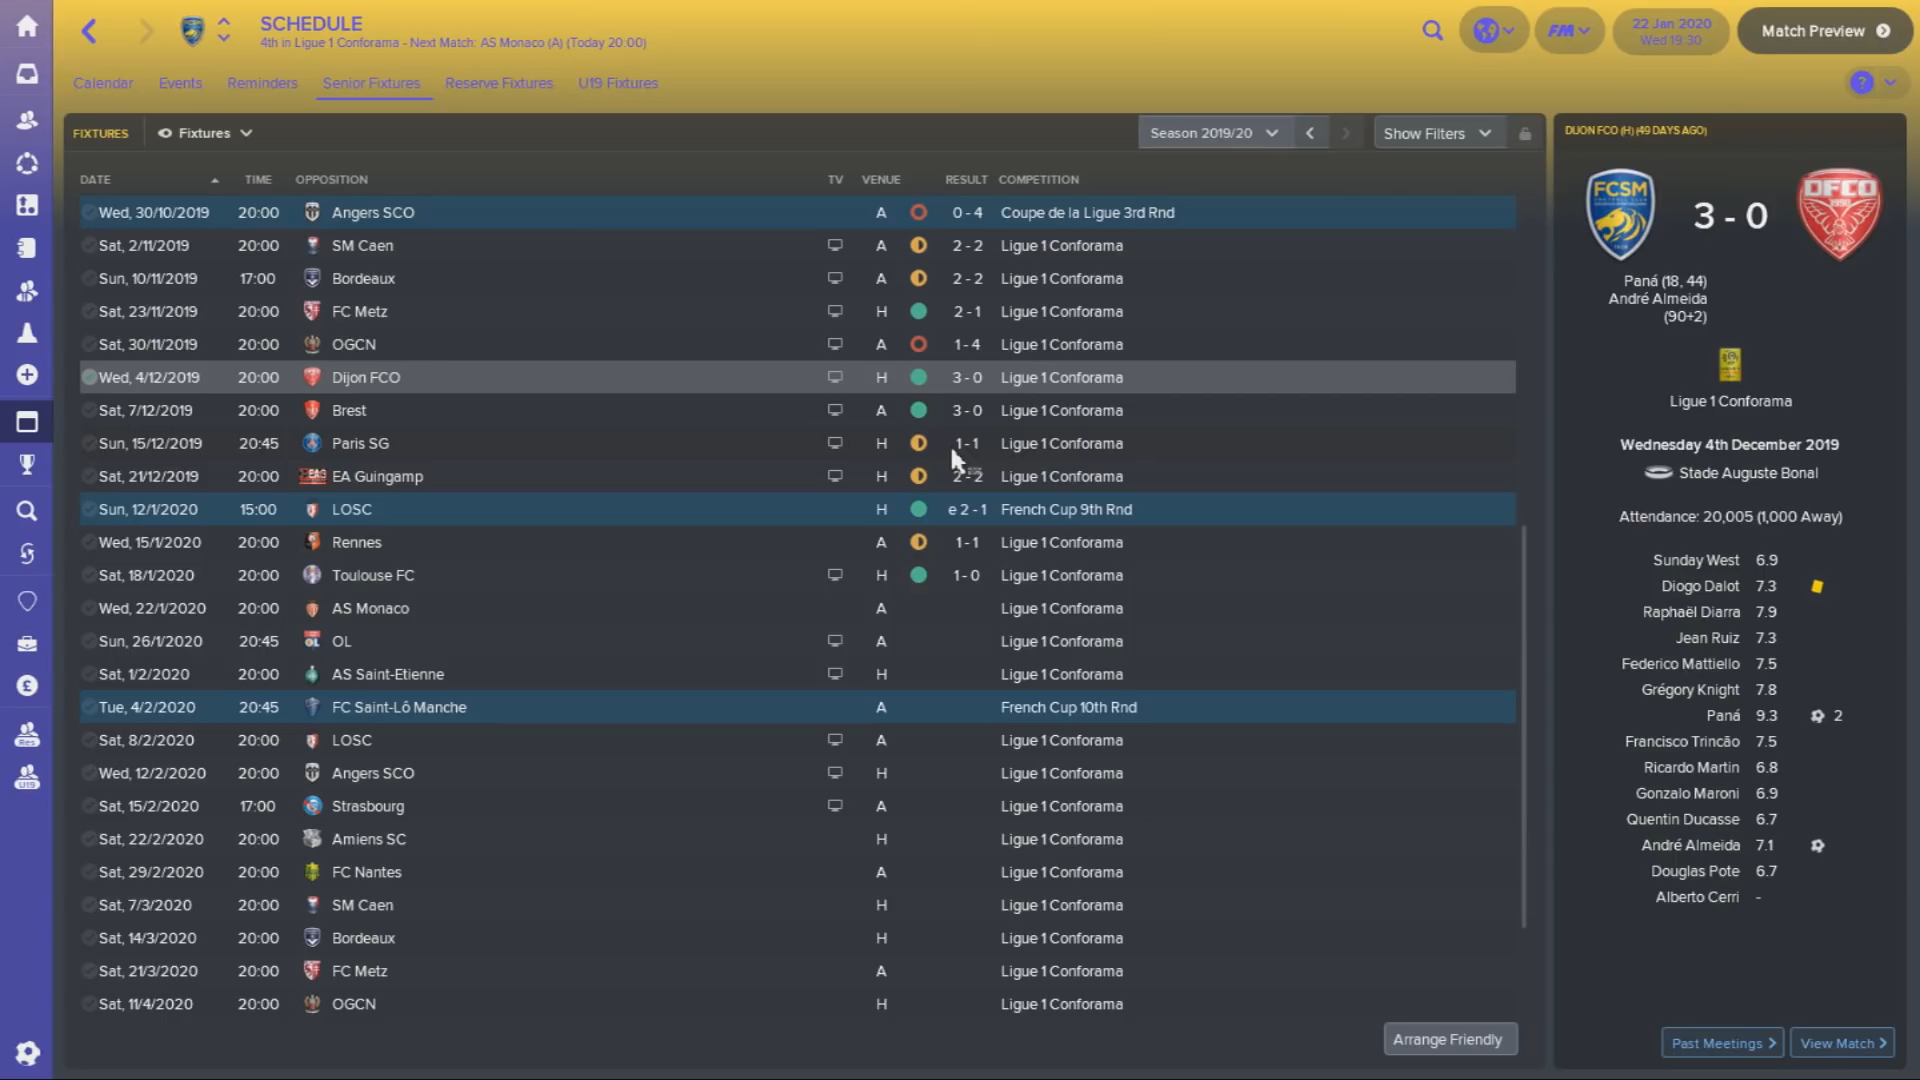 SCHEDULE
4th in Ligue 1 Conforama - Next Match: AS Monaco (A) (Today 20:00)
FM
22 Jan 2020
Wed 19:30
Match Preview
Calendar Events Reminders Senior Fixtures Reserve Fixtures U19 Fixtures
?
FIXTURES Fixtures Season 2019/20 Show Filters
DATE TIME OPPOSITION TV VENUE RESULT COMPETITION
Wed, 30/10/2019 20:00 Angers SCO A 0 - 4 Coupe de la Ligue 3rd Rnd
Sat, 2/11/2019 20:00 SM Caen A 2 - 2 Ligue 1 Conforama
Sun, 10/11/2019 17:00 Bordeaux A 2 - 2 Ligue 1 Conforama
Sat, 23/11/2019 20:00 FC Metz H 2 - 1 Ligue 1 Conforama
Sat, 30/11/2019 20:00 OGCN A 1 - 4 Ligue 1 Conforama
Wed, 4/12/2019 20:00 Dijon FCO H 3 - 0 Ligue 1 Conforama
Sat, 7/12/2019 20:00 Brest A 3 - 0 Ligue 1 Conforama
Sun, 15/12/2019 20:45 Paris SG H 1 - 1 Ligue 1 Conforama
Sat, 21/12/2019 20:00 EAG EA Guingamp H 2 - 2 Ligue 1 Conforama
Sun, 12/1/2020 15:00 LOSC H e 2 - 1 French Cup 9th Rnd
Wed, 15/1/2020 20:00 Rennes A 1 - 1 Ligue 1 Conforama
Sat, 18/1/2020 20:00 Toulouse FC H 1 - 0 Ligue 1 Conforama
Wed, 22/1/2020 20:00 AS Monaco A Ligue 1 Conforama
Sun, 26/1/2020 20:45 OL OL A Ligue 1 Conforama
Sat, 1/2/2020 20:00 AS Saint-Etienne H Ligue 1 Conforama
Tue, 4/2/2020 20:45 FC Saint-Lô Manche A French Cup 10th Rnd
Sat, 8/2/2020 20:00 LOSC A Ligue 1 Conforama
Wed, 12/2/2020 20:00 Angers SCO H Ligue 1 Conforama
Sat, 15/2/2020 17:00 Strasbourg A Ligue 1 Conforama
Sat, 22/2/2020 20:00 Amiens SC H Ligue 1 Conforama
Sat, 29/2/2020 20:00 FC Nantes A Ligue 1 Conforama
Sat, 7/3/2020 20:00 SM Caen H Ligue 1 Conforama
Sat, 14/3/2020 20:00 Bordeaux H Ligue 1 Conforama
Sat, 21/3/2020 20:00 FC Metz A Ligue 1 Conforama
Sat, 11/4/2020 20:00 OGCN H Ligue 1 Conforama
Arrange Friendly
Res
U19
DIJON FCO (H) (49 DAYS AGO)
FCSM
3 - 0
DFCO
Paná (18, 44)
André Almeida
(90+2)
Ligue 1 Conforama
Wednesday 4th December 2019
Stade Auguste Bonal
Attendance: 20,005 (1,000 Away)
Sunday West 6.9
Diogo Dalot 7.3
Raphaël Diarra 7.9
Jean Ruiz 7.3
Federico Mattiello 7.5
Grégory Knight 7.8
Paná 9.3 2
Francisco Trincão 7.5
Ricardo Martin 6.8
Gonzalo Maroni 6.9
Quentin Ducasse 6.7
André Almeida 7.1
Douglas Pote 6.7
Alberto Cerri -
Past Meetings View Match